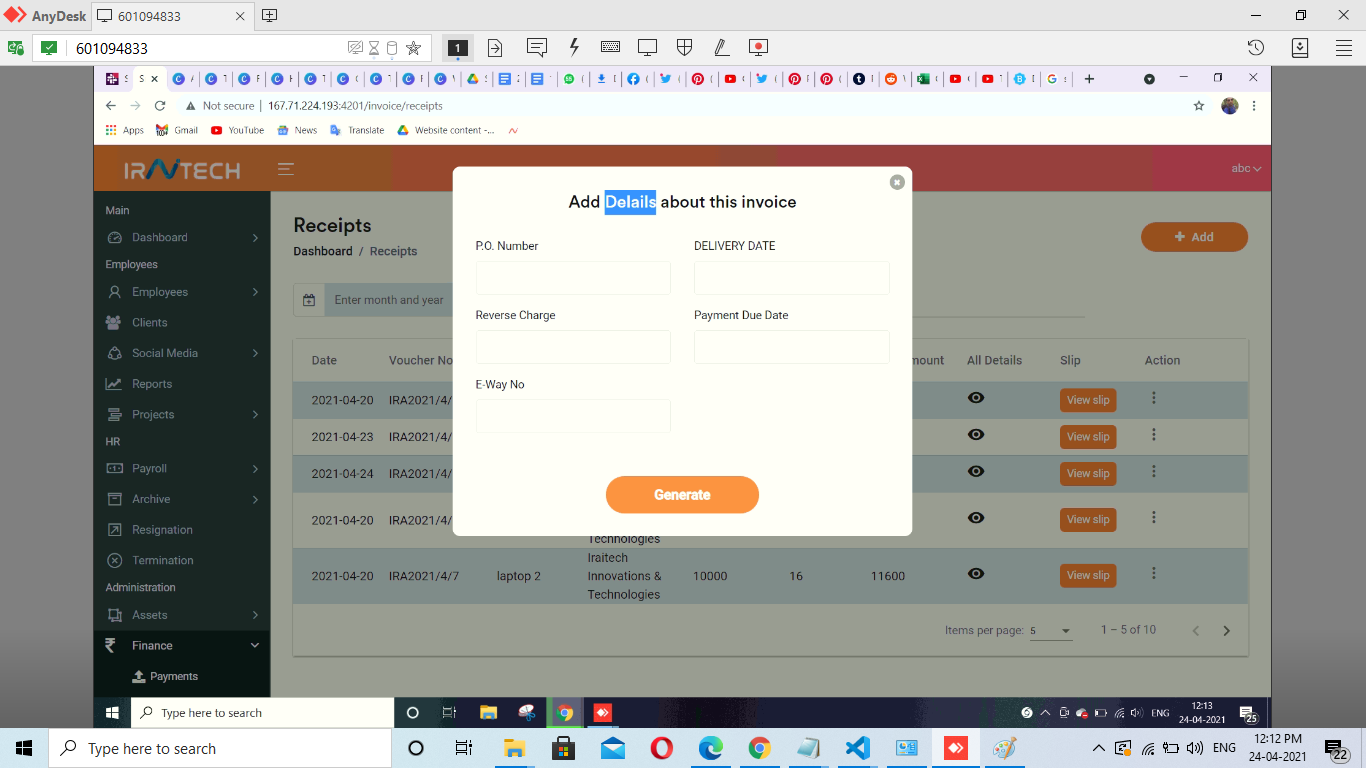 AnyDesk
601094833
601094833
1
Not secure | 167.71.224.193:4201/invoice/receipts
Apps
Gmail
YouTube
News
Translate
Website content -...
IRAITECH
abc
Main
Dashboard
Employees
Employees
Clients
Social Media
Reports
Projects
HR
Payroll
Archive
Resignation
Termination
Administration
Assets
Finance
Payments
Receipts
Dashboard / Receipts
+ Add
Enter month and year
Add Delails about this invoice
P.O. Number
DELIVERY DATE
Reverse Charge
Payment Due Date
E-Way No
Generate
Date
Voucher No
mount
All Details
Slip
Action
2021-04-20 IRA2021/4/ View slip
2021-04-23 IRA2021/4/ View slip
2021-04-24 IRA2021/4/ View slip
2021-04-20 IRA2021/4/ View slip
Technologies
Iraitech
2021-04-20 IRA2021/4/7 laptop 2 Innovations & 10000 16 11600 View slip
Technologies
Items per page: 5 1 – 5 of 10
Type here to search
ENG
12:13
24-04-2021
25
Type here to search
ENG
12:12 PM
24-04-2021
22